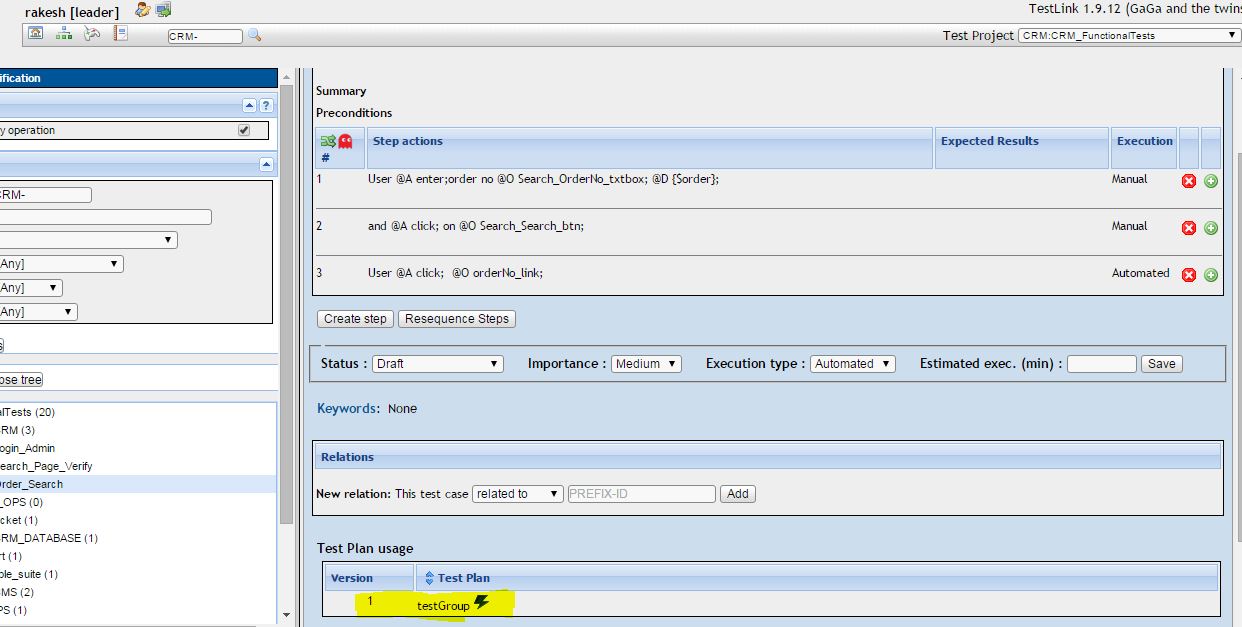 rakesh [leader]
TestLink 1.9.12 (GaGa and the twins
CRM-
Test Project CRM:CRM_FunctionalTests
ification
y operation
CRM-
Any]
Any]
Any]
ose tree
alTests (20)
CRM (3)
ogin_Admin
earch_Page_Verify
Order_Search
_OPS (0)
cket (1)
CRM_DATABASE (1)
rt (1)
ple_suite (1)
MS (2)
PS (1)
Summary
Preconditions
# Step actions Expected Results Execution
1 User @A enter;order no @O Search_OrderNo_txtbox; @D {$order}; Manual
2 and @A click; on @O Search_Search_btn; Manual
3 User @A click; @O orderNo_link; Automated
Create step Resequence Steps
Status : Draft Importance : Medium Execution type : Automated Estimated exec. (min) : Save
Keywords: None
Relations
New relation: This test case related to PREFIX-ID Add
Test Plan usage
Version Test Plan
1 testGroup